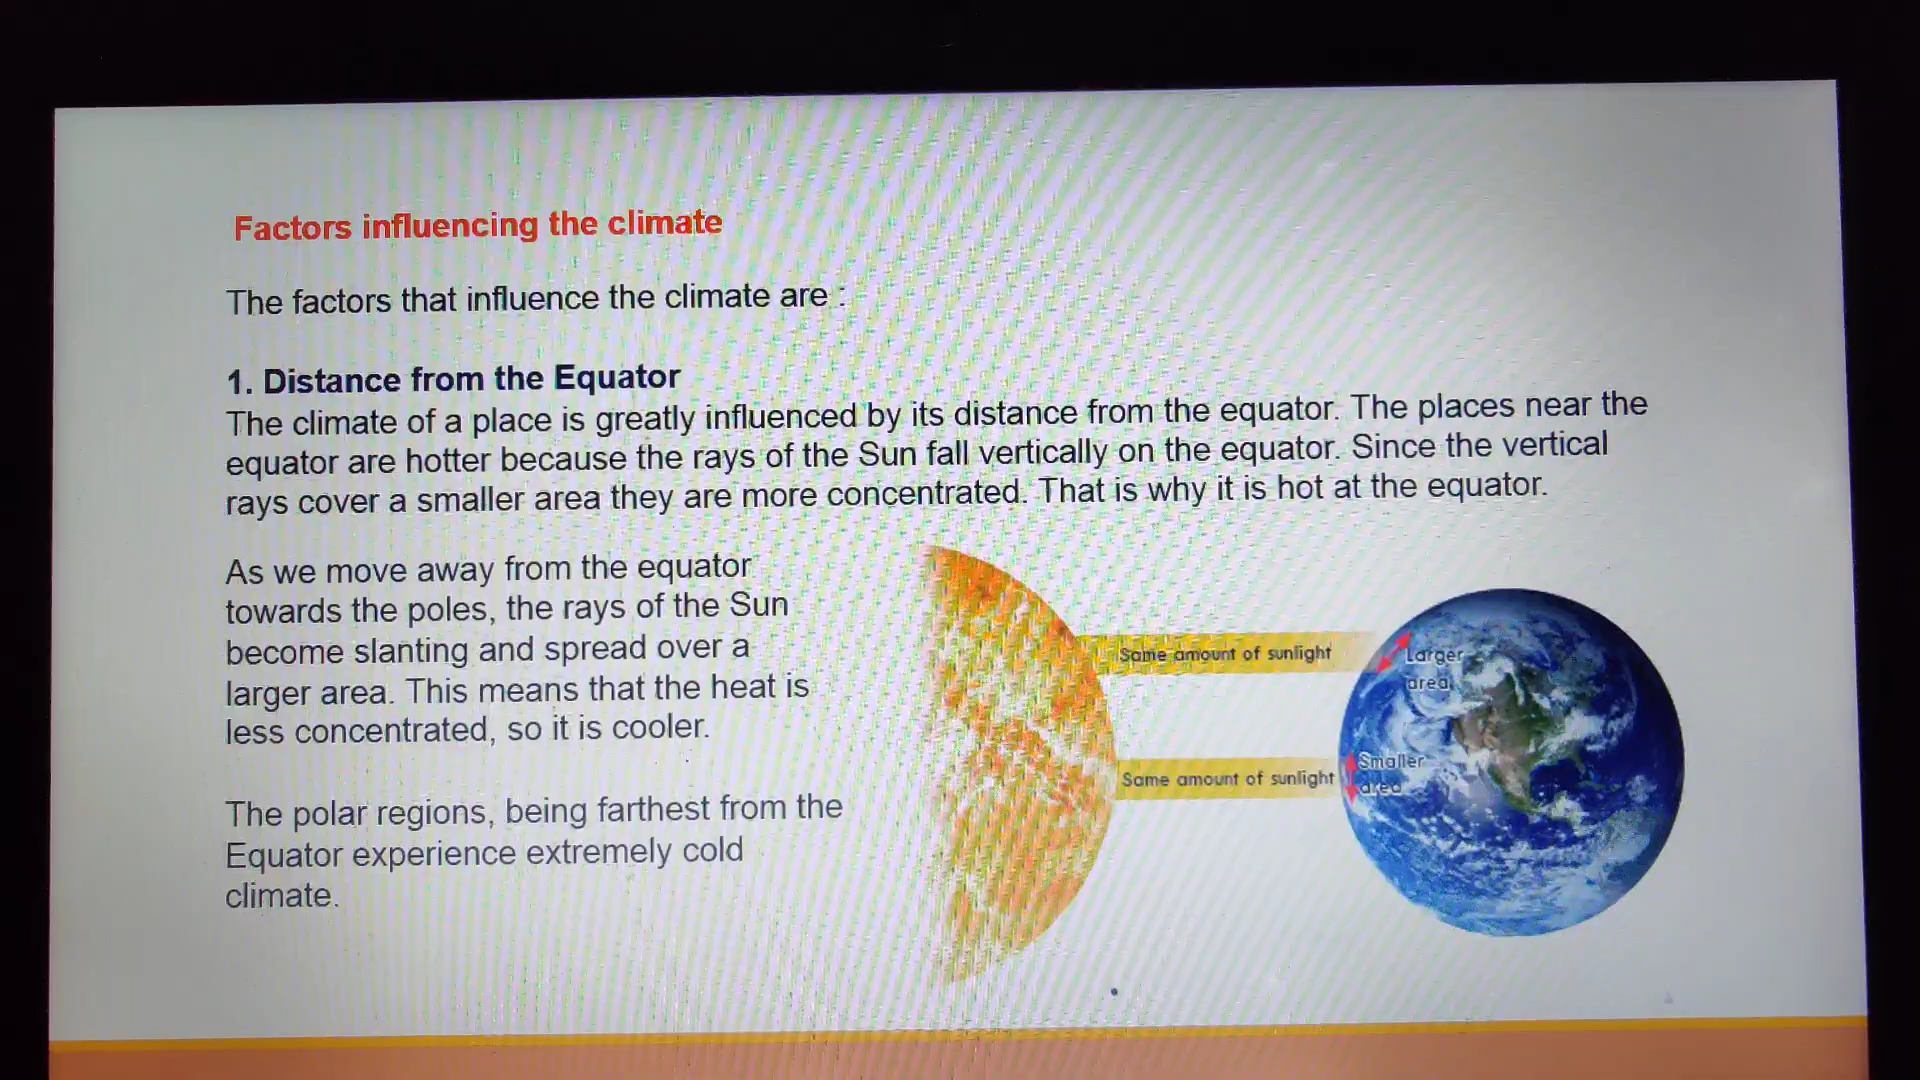 Factors influencing the climate
The factors that influence the climate are :
1. Distance from the Equator
The climate of a place is greatly influenced by its distance from the equator. The places near the
equator are hotter because the rays of the Sun fall vertically on the equator. Since the vertical
rays cover a smaller area they are more concentrated. That is why it is hot at the equator.
As we move away from the equator
towards the poles, the rays of the Sun
become slanting and spread over a
larger area. This means that the heat is
less concentrated, so it is cooler.
The polar regions, being farthest from the
Equator experience extremely cold
climate.
Same amount of sunlight
Larger
area
Same amount of sunlight
Smaller
area